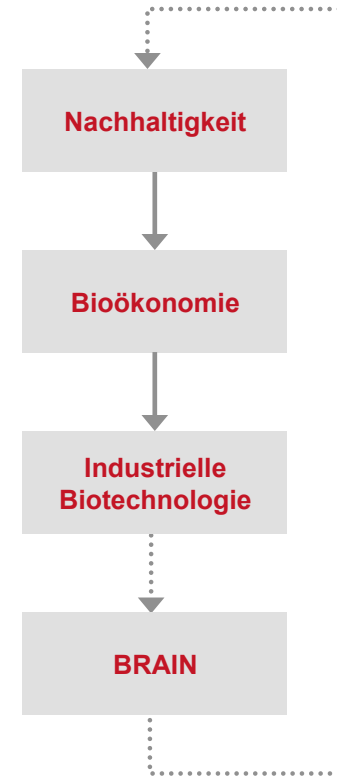 Nachhaltigkeit
Bioökonomie
Industrielle
Biotechnologie
BRAIN